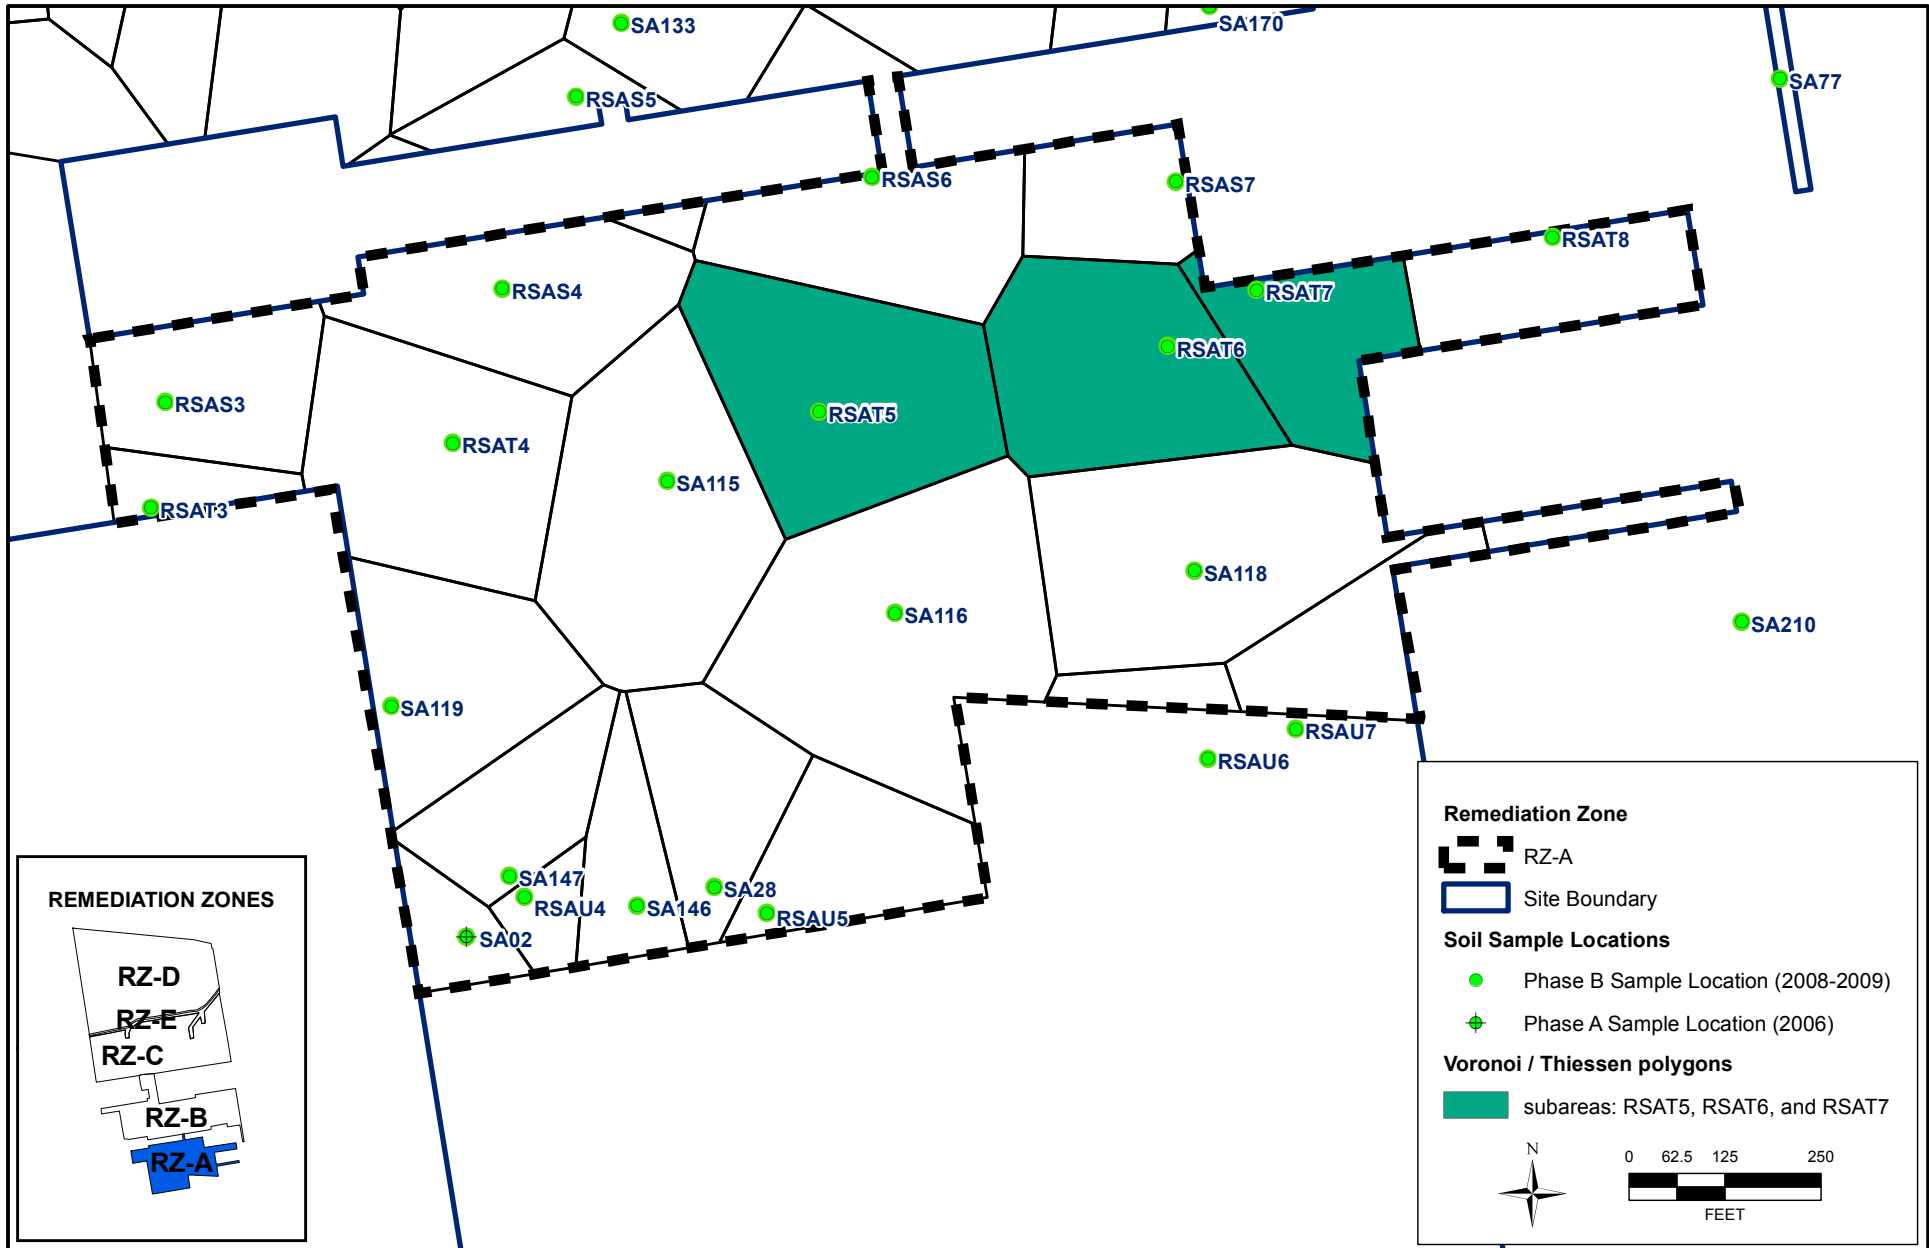 SA133
SA170
SA77
RSAS5
RSAS6
RSAS7
RSAT8
RSAS4
RSAT7
RSAT6
RSAS3
RSAT5
RSAT4
SA115
RSAT3
SA118
SA116
SA210
SA119
RSAU7
RSAU6
SA147
RSAU4
SA146
SA28
RSAU5
SA02
REMEDIATION ZONES
RZ-D
RZ-E
RZ-C
RZ-B
RZ-A
Remediation Zone
RZ-A
Site Boundary
Soil Sample Locations
Phase B Sample Location (2008-2009)
Phase A Sample Location (2006)
Voronoi / Thiessen polygons
subareas: RSAT5, RSAT6, and RSAT7
N
0 62.5 125 250
FEET